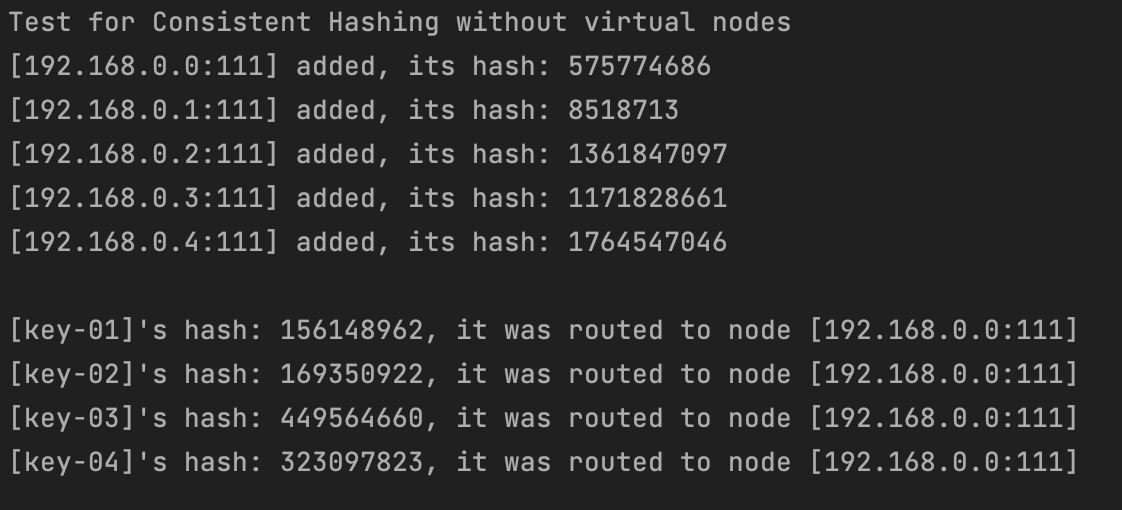 Test for Consistent Hashing without virtual nodes
[192.168.0.0:111] added, its hash: 575774686
[192.168.0.1:111] added, its hash: 8518713
[192.168.0.2:111] added, its hash: 1361847097
[192.168.0.3:111] added, its hash: 1171828661
[192.168.0.4:111] added, its hash: 1764547046
[key-01]'s hash: 156148962, it was routed to node [192.168.0.0:111]
[key-02]'s hash: 169350922, it was routed to node [192.168.0.0:111]
[key-03]'s hash: 449564660, it was routed to node [192.168.0.0:111]
[key-04]'s hash: 323097823, it was routed to node [192.168.0.0:111]